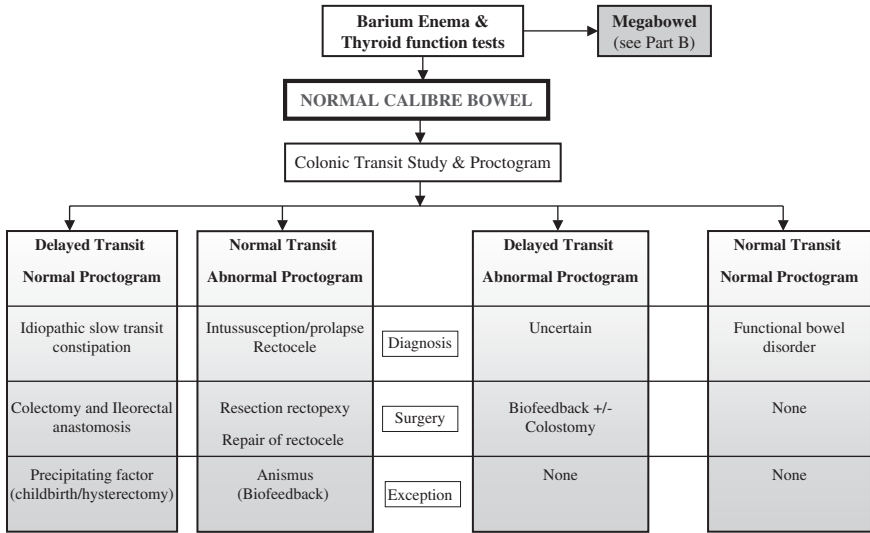 Barium Enema &
Thyroid function tests
Megabowel
(see Part B)
NORMAL CALIBRE BOWEL
Colonic Transit Study & Proctogram
Delayed Transit
Normal Proctogram
Normal Transit
Abnormal Proctogram
Delayed Transit
Abnormal Proctogram
Normal Transit
Normal Proctogram
Idiopathic slow transit
constipation
Intussusception/prolapse
Rectocele
Diagnosis
Uncertain
Functional bowel
disorder
Colectomy and Ileorectal
anastomosis
Resection rectopexy
Repair of rectocele
Surgery
Biofeedback +/-
Colostomy
None
Precipitating factor
(childbirth/hysterectomy)
Anismus
(Biofeedback)
Exception
None
None